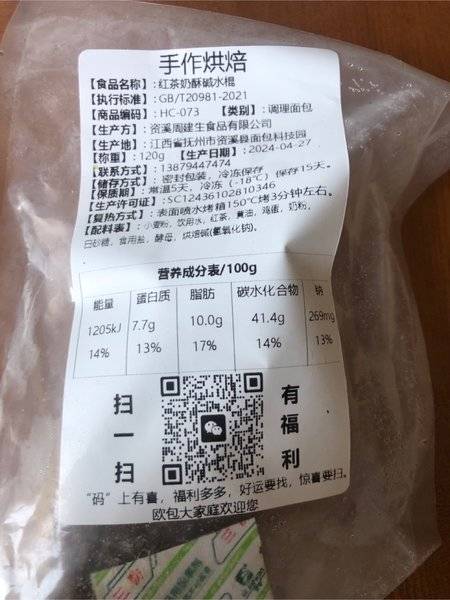 手作烘焙
【食品名称】:红茶奶酥碱水棍
【执行标准】:GB/T20981-2021
【商品编码】:HC-073 【类别】:调理面包
【生产方】:资溪周建生食品有限公司
【生产地】:江西省抚州市资溪县面包科技园
【称重】:120g 【生产日期】:2024-04-27
【联系方式】:13879447474
【储存方式】:密封包装，冷冻保存
【保质期】:常温5天，冷冻（-18℃）保存15天。
【生产许可证】:SC12436102810346
【复热方式】:表面喷水烤箱150℃烤3分钟左右。
【配料表】:小麦粉，饮用水，红茶，黄油，鸡蛋，奶粉，
白砂糖，食用盐，酵母，烘焙碱(氢氧化钠)。
营养成分表/100g
能量 蛋白质 脂肪 碳水化合物 钠
1205kJ 7.7g 10.0g 41.4g 269mg
14% 13% 17% 14% 13%
扫一扫
有福利
"码"上有喜，福利多多，好运要找，惊喜要扫。
欧包大家庭欢迎您